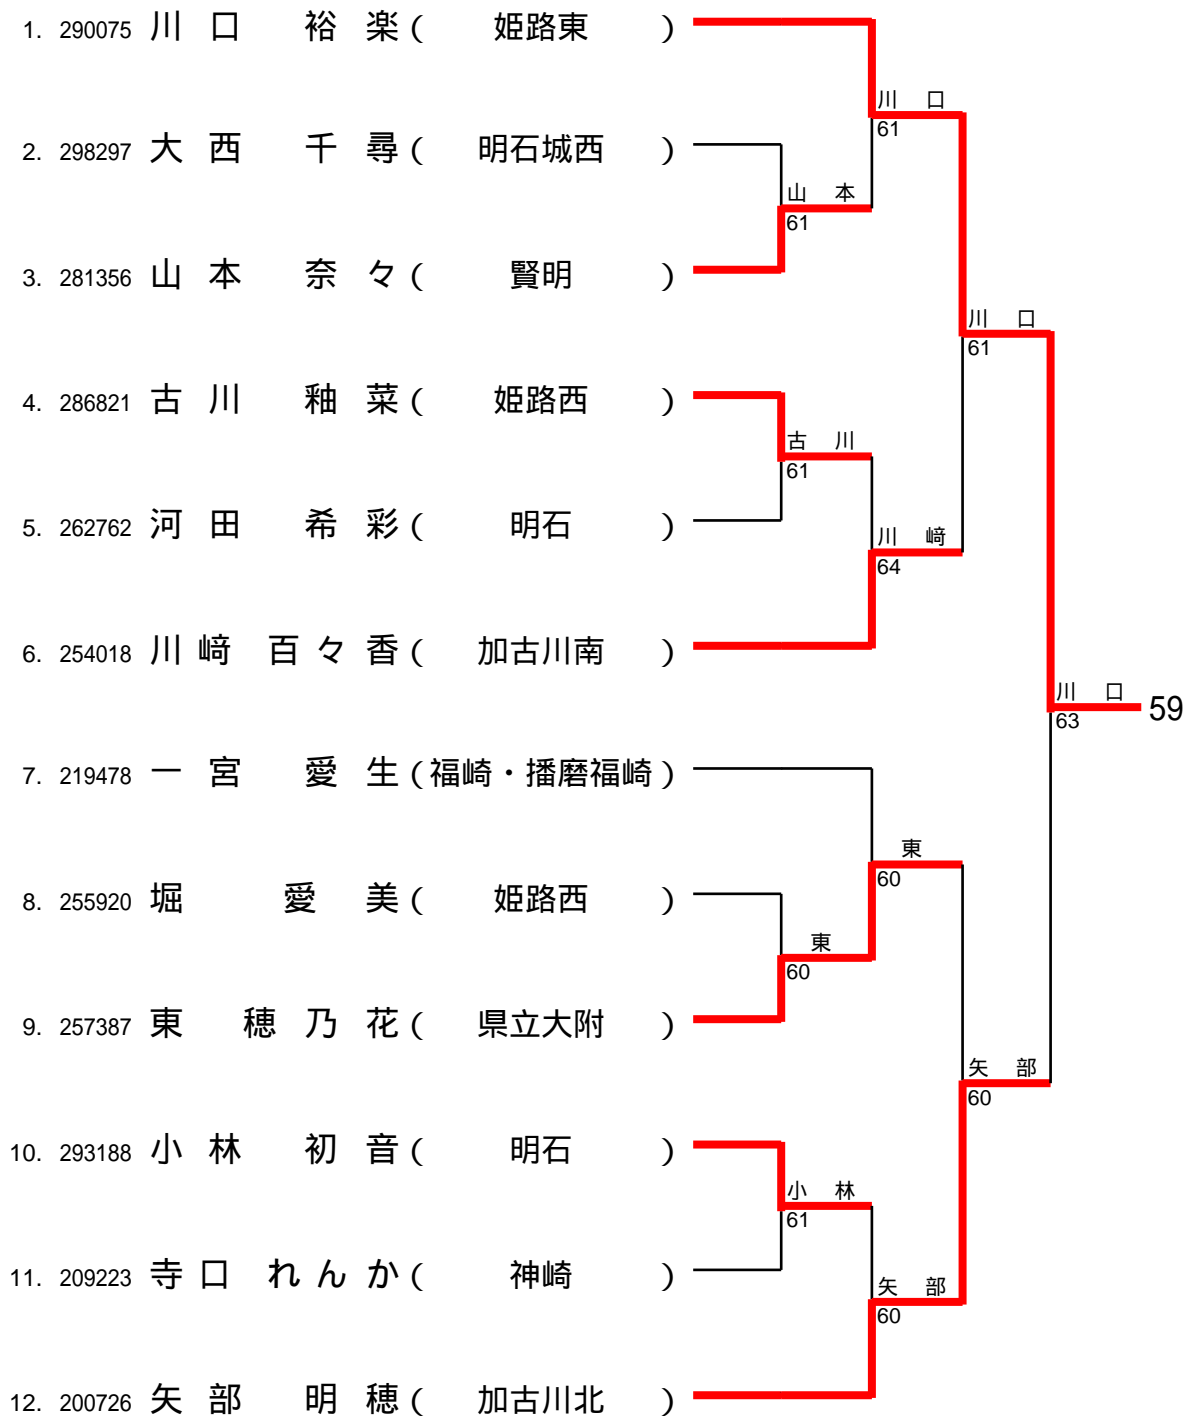 1. 290075 川口 裕楽 ( 姫路東 )
川口
61
2. 298297 大西 千尋 ( 明石城西 )
山本
61
3. 281356 山本 奈々 ( 賢明 )
川口
61
4. 286821 古川 釉菜 ( 姫路西 )
古川
61
5. 262762 河田 希彩 ( 明石 )
川﨑
64
6. 254018 川﨑 百々香 ( 加古川南 )
川口
63
59
7. 219478 一宮 愛生 (福崎・播磨福崎)
東
60
8. 255920 堀 愛美 ( 姫路西 )
東
60
9. 257387 東 穂乃花 ( 県立大附 )
矢部
60
10. 293188 小林 初音 ( 明石 )
小林
61
11. 209223 寺口 れんか ( 神崎 )
矢部
60
12. 200726 矢部 明穂 ( 加古川北 )